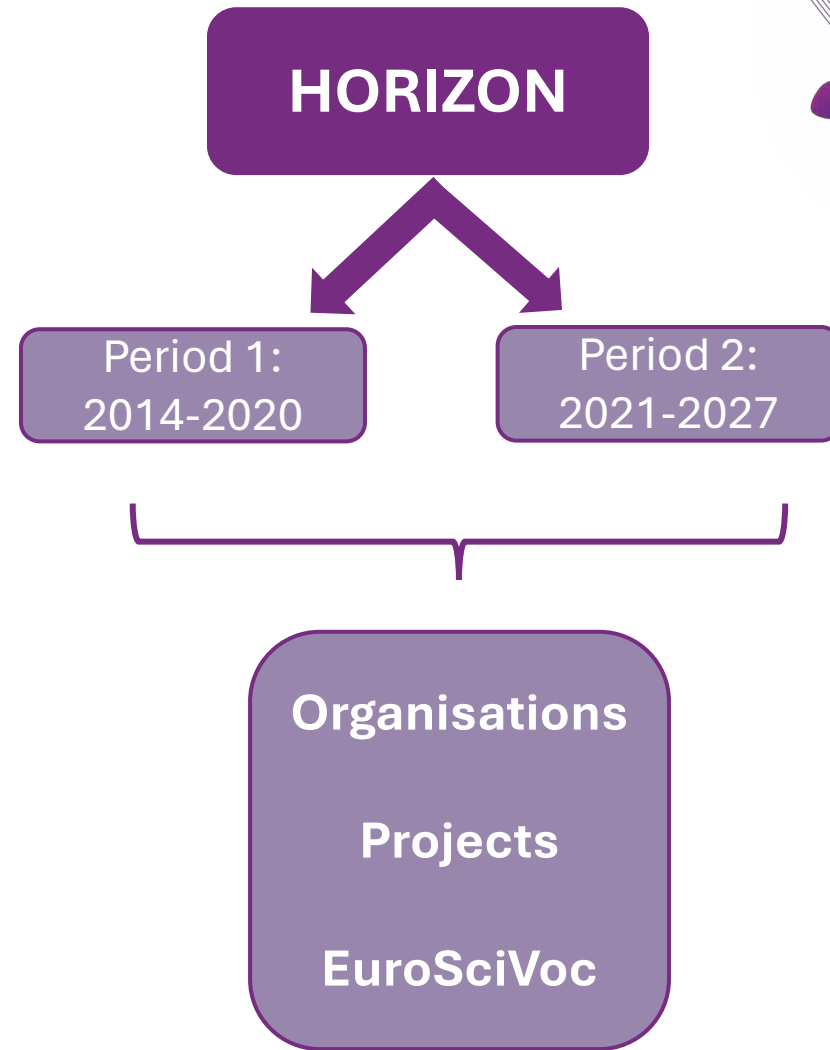 HORIZON
Period 1:
2014-2020
Period 2:
2021-2027
Organisations
Projects
EuroSciVoc